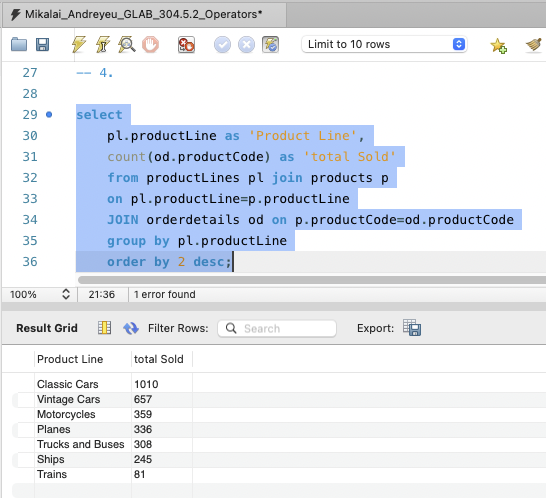 Mikalai_Andreyeu_GLAB_304.5.2_Operators*
Limit to 10 rows
27 -- 4.
28
29 select
30 pl.productLine as 'Product Line',
31 count(od.productCode) as 'total Sold'
32 from productLines pl join products p
33 on pl.productLine=p.productLine
34 JOIN orderdetails od on p.productCode=od.productCode
35 group by pl.productLine
36 order by 2 desc;
100% 21:36 1 error found
Result Grid Filter Rows: Search Export:
Product Line total Sold
Classic Cars 1010
Vintage Cars 657
Motorcycles 359
Planes 336
Trucks and Buses 308
Ships 245
Trains 81